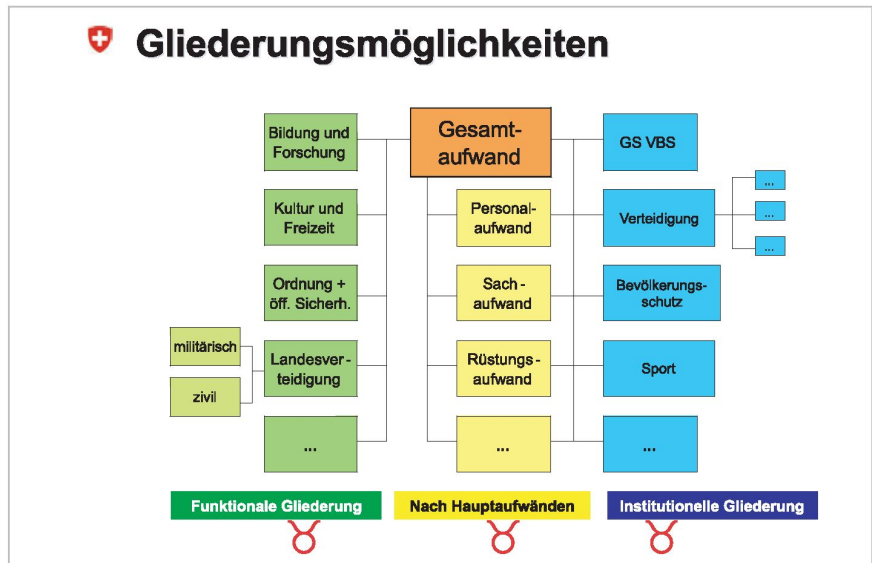 Gliederungsmöglichkeiten
Bildung und
Forschung
Kultur und
Freizeit
Ordnung +
öff. Sicherh.
militärisch
zivil
Landesver-
teidigung
...
Gesamt-
aufwand
Personal-
aufwand
Sach-
aufwand
Rüstungs-
aufwand
...
GS VBS
Verteidigung
...
...
...
Bevölkerungs-
schutz
Sport
...
Funktionale Gliederung
Nach Hauptaufwänden
Institutionelle Gliederung